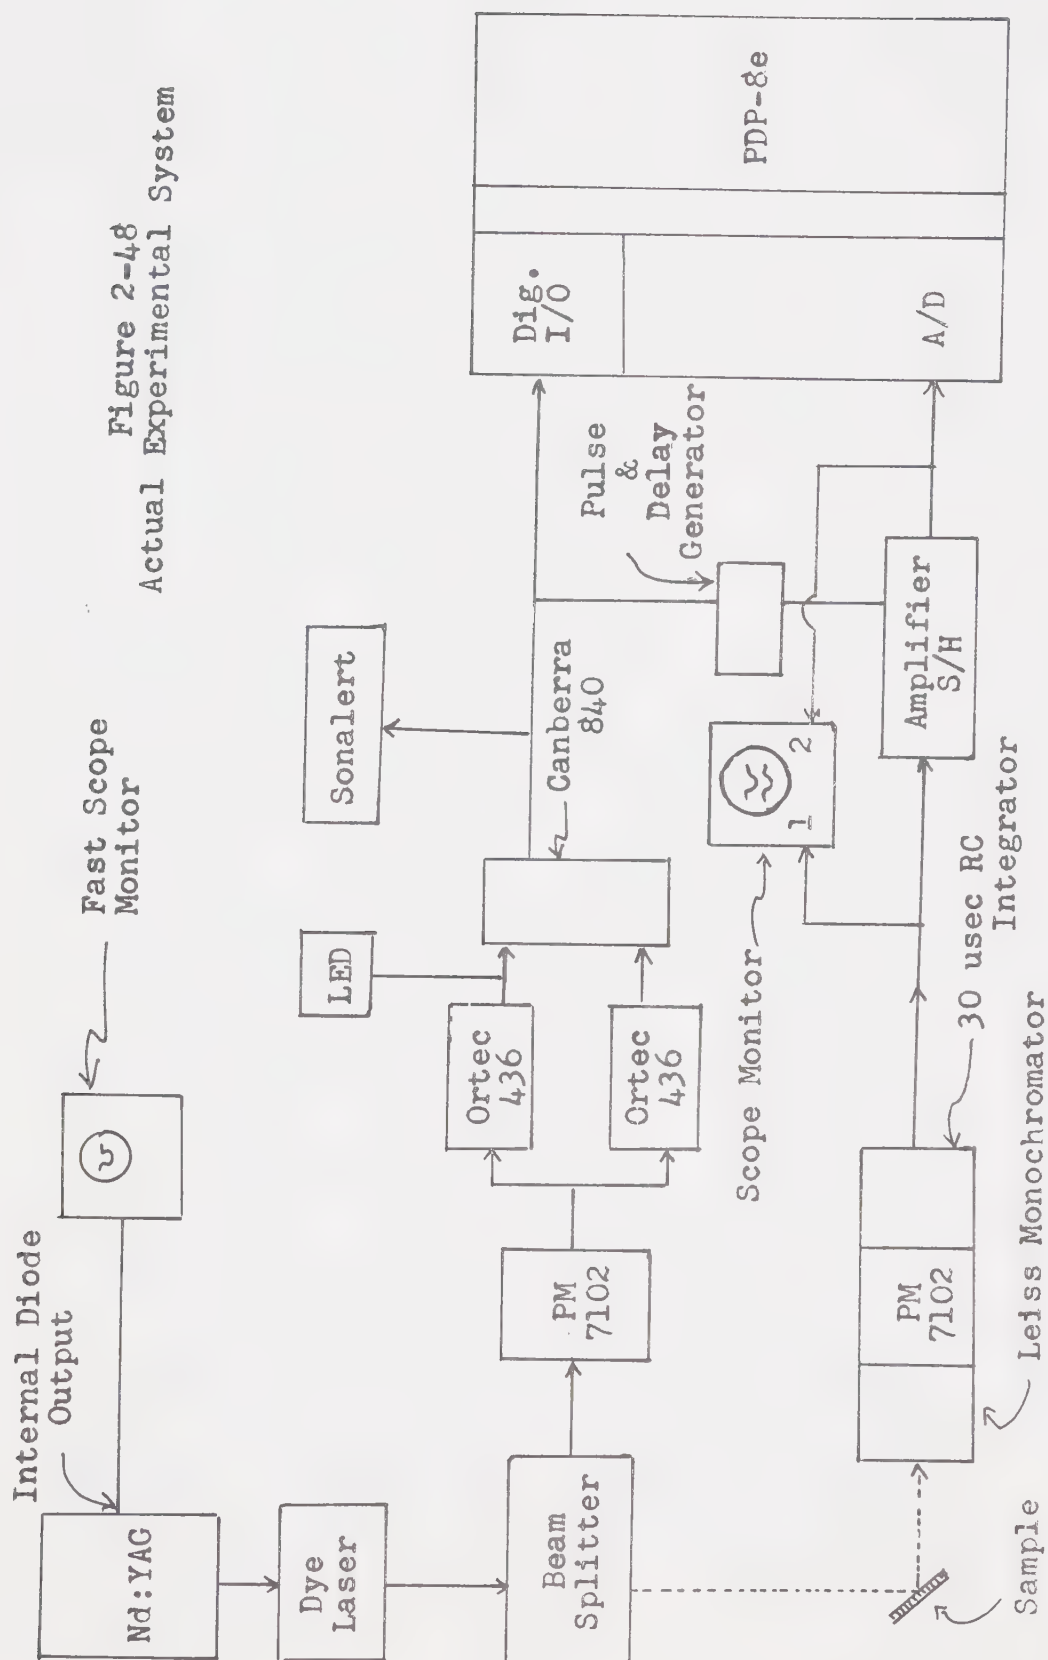 Figure 2-48
Actual Experimental System
Internal Diode
Output
Fast Scope
Monitor
Nd:YAG
Dye
Laser
Beam
Splitter
PM
7102
Ortec
436
Ortec
436
LED
Sonalert
Canberra
840
Pulse
&
Delay
Generator
Dig.
I/O
A/D
PDP-8e
Scope Monitor
1 2
Amplifier
S/H
30 usec RC
Integrator
PM
7102
Leiss Monochromator
Sample